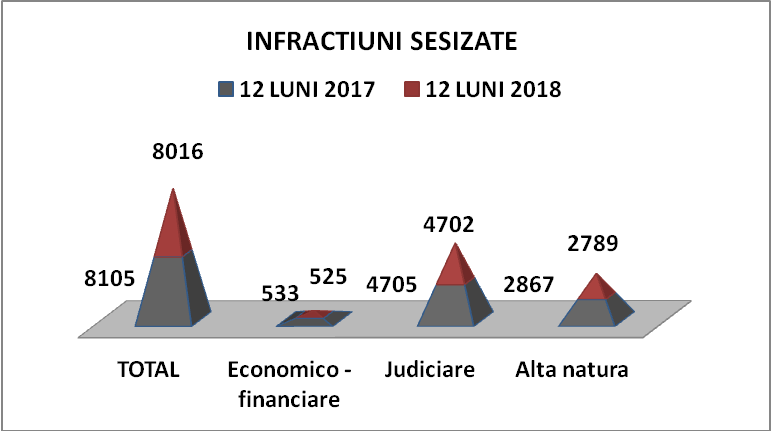 INFRACTIUNI SESIZATE
12 LUNI 2017 12 LUNI 2018
8016
8105
533
525
4705
4702
2867
2789
TOTAL Economico - Judiciare Alta natura
financiare